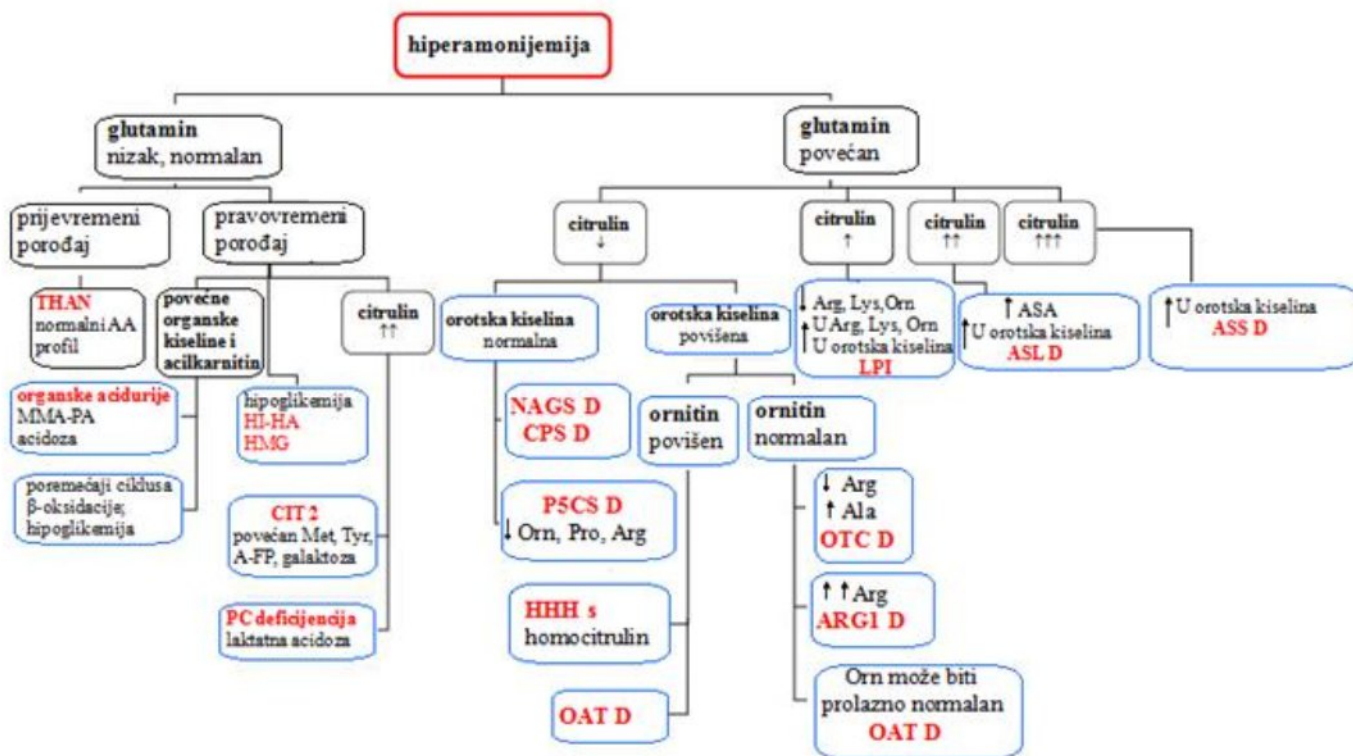 hiperamonijemija
glutamin
nizak, normalan
glutamin
povećan
prijevremeni
porođaj
pravovremeni
porođaj
citrulin
↓
citrulin
↑
citrulin
↑↑
citrulin
↑↑↑
THAN
normalni AA
profil
povećne
organske
kiseline i
acilkarnitin
citrulin
↑↑
orotska kiselina
normalna
orotska kiselina
povišena
↓ Arg, Lys,Orn
↑ U Arg, Lys, Orn
↑ U orotska kiselina
LPI
↑ ASA
↑ U orotska kiselina
ASL D
↑ U orotska kiselina
ASS D
organske acidurije
MMA-PA
acidoza
hipoglikemija
HI-HA
HMG
NAGS D
CPS D
ornitin
povišen
ornitin
normalan
poremećaji ciklusa
β-oksidacije;
hipoglikemija
CIT 2
povećan Met, Tyr,
A-FP, galaktoza
P5CS D
↓ Orn, Pro, Arg
↓ Arg
↑ Ala
OTC D
PC deficijencija
laktatna acidoza
HHH s
homocitrulin
↑ ↑ Arg
ARG1 D
OAT D
Orn može biti
prolazno normalan
OAT D